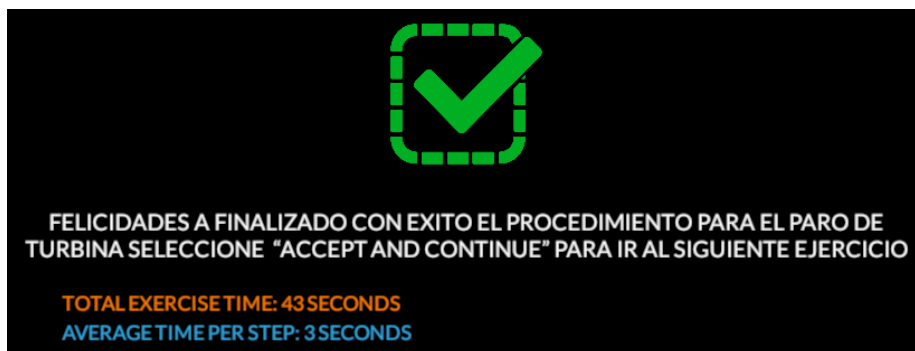 FELICIDADES A FINALIZADO CON EXITO EL PROCEDIMIENTO PARA EL PARO DE
TURBINA SELECCIONE “ACCEPT AND CONTINUE” PARA IR AL SIGUIENTE EJERCICIO
TOTAL EXERCISE TIME: 43 SECONDS
AVERAGE TIME PER STEP: 3 SECONDS